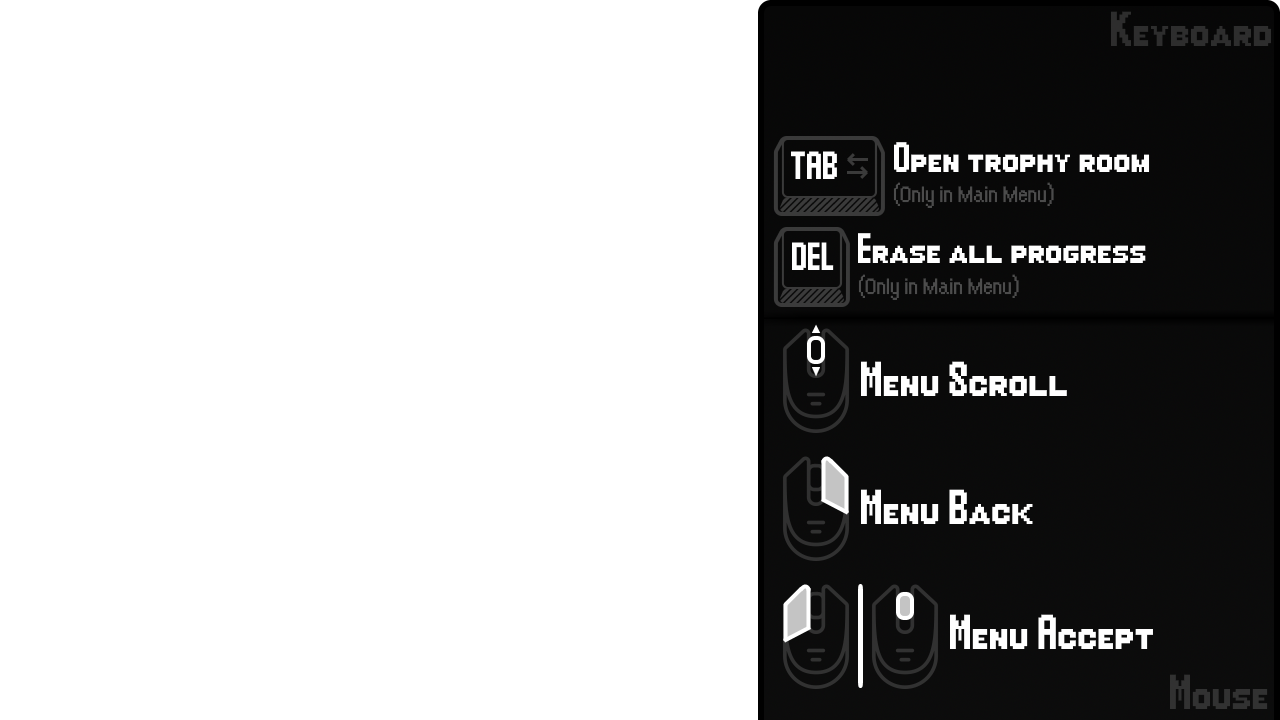 Keyboard
TAB
Open trophy room
(Only in Main Menu)
DEL
Erase all progress
(Only in Main Menu)
Menu Scroll
Menu Back
Menu Accept
Mouse